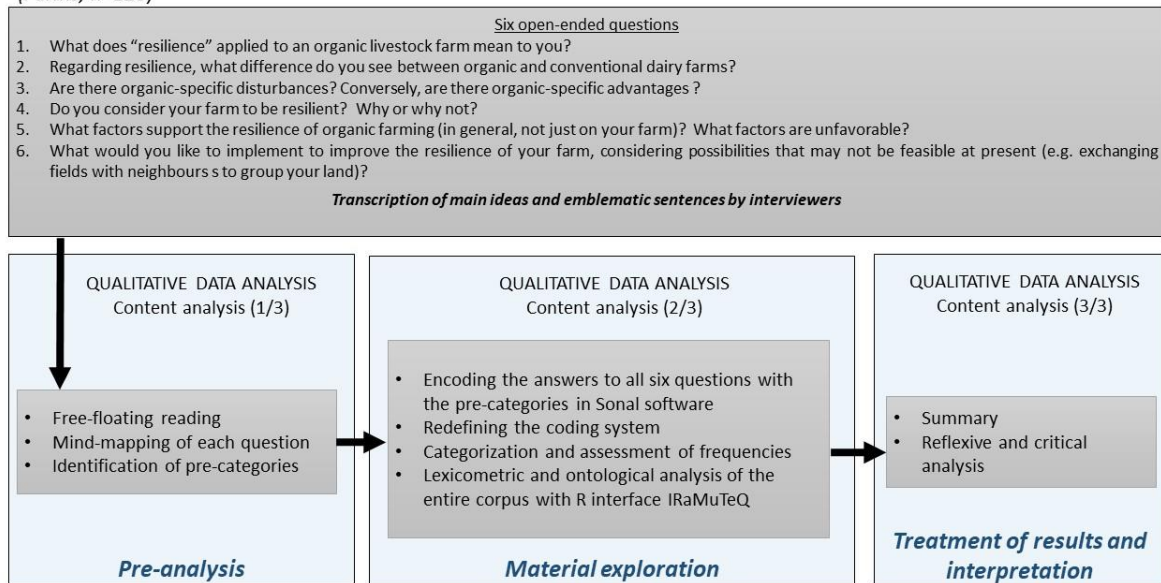 Six open-ended questions
1. What does “resilience” applied to an organic livestock farm mean to you?
2. Regarding resilience, what difference do you see between organic and conventional dairy farms?
3. Are there organic-specific disturbances? Conversely, are there organic-specific advantages ?
4. Do you consider your farm to be resilient? Why or why not?
5. What factors support the resilience of organic farming (in general, not just on your farm)? What factors are unfavorable?
6. What would you like to implement to improve the resilience of your farm, considering possibilities that may not be feasible at present (e.g. exchanging
fields with neighbours s to group your land)?
Transcription of main ideas and emblematic sentences by interviewers
QUALITATIVE DATA ANALYSIS
Content analysis (1/3)
• Free-floating reading
• Mind-mapping of each question
• Identification of pre-categories
Pre-analysis
QUALITATIVE DATA ANALYSIS
Content analysis (2/3)
• Encoding the answers to all six questions with
the pre-categories in Sonal software
• Redefining the coding system
• Categorization and assessment of frequencies
• Lexicometric and ontological analysis of the
entire corpus with R interface IRaMuTeQ
Material exploration
QUALITATIVE DATA ANALYSIS
Content analysis (3/3)
• Summary
• Reflexive and critical
analysis
Treatment of results and
interpretation